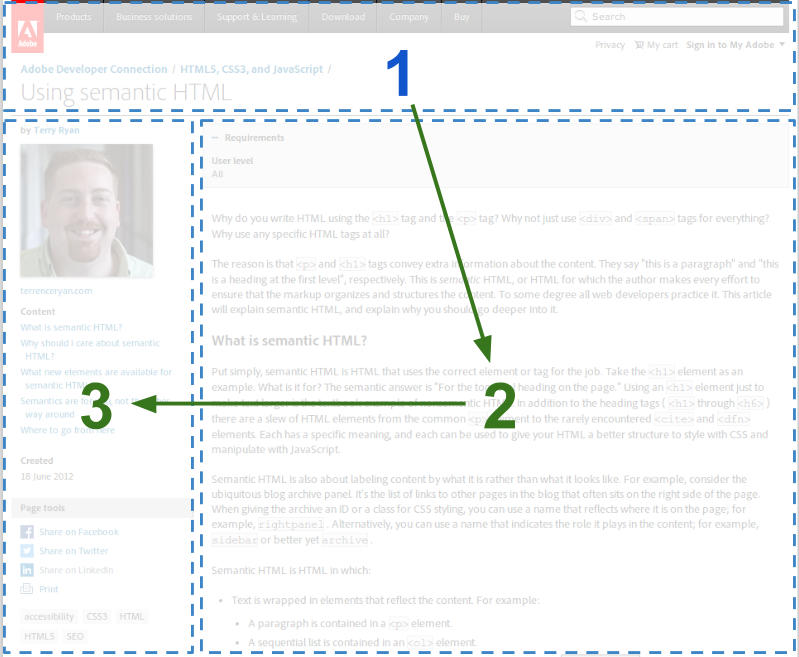 Adobe
Products
Business solutions
Support & Learning
Download
Company
Buy
Search
Privacy
My cart
Sign in to My Adobe
Adobe Developer Connection / HTML5, CSS3, and JavaScript /
Using semantic HTML
1
by Terry Ryan
terrenceryan.com
Content
What is semantic HTML?
Why should i care about semantic
HTML?
What new elements are available for
semantic HTML
Semantics are
way around
Where to go from here
Created
18 June 2012
Page tools
Share on Facebook
Share on Twitter
Share on LinkedIn
Print
accessibility CSS3 HTML
HTML5 SEO
3
− Requirements
User level
All
Why do you write HTML using the <h1> tag and the <p> tag? Why not just use <div> and <span> tags for everything?
Why use any specific HTML tags at all?
The reason is that <p> and <h1> tags convey extra information about the content. They say "this is a paragraph" and "this
is a heading at the first level", respectively. This is semantic HTML, or HTML for which the author makes every effort to
ensure that the markup organizes and structures the content. To some degree all web developers practice it. This article
will explain semantic HTML, and explain why you should go deeper into it.
What is semantic HTML?
Put simply, semantic HTML is HTML that uses the correct element or tag for the job. Take the <h1> element as an
example. What is it for? The semantic answer is "For the top heading on the page." Using an <h1> element just to
HTML. In addition to the heading tags (<h1> through <h6>)
there are a slew of HTML elements from the common to the rarely encountered <cite> and <dfn>
elements. Each has a specific meaning, and each can be used to give your HTML a better structure to style with CSS and
manipulate with JavaScript.
2
Semantic HTML is also about labeling content by what it is rather than what it looks like. For example, consider the
ubiquitous blog archive panel. It's the list of links to other pages in the blog that often sits on the right side of the page.
When giving the archive an ID or a class for CSS styling, you can use a name that reflects where it is on the page; for
example, rightpanel. Alternatively, you can use a name that indicates the role it plays in the content; for example,
sidebar or better yet archive.
Semantic HTML is HTML in which:
• Text is wrapped in elements that reflect the content. For example:
• A paragraph is contained in a <p> element.
• A sequential list is contained in an <ol> element.